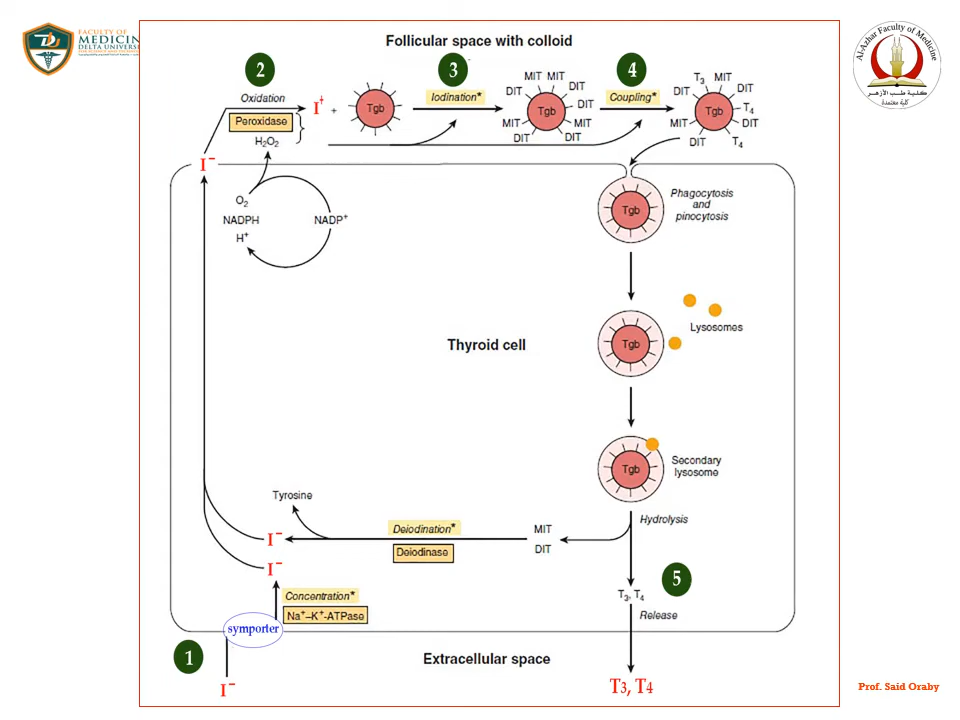 FACULTY OF
MEDICINE
DELTA UNIVERS
Al-Azhar Faculty of Medicine
كلية طب الأزهر
كلية معتمدة
Follicular space with colloid
2
3
4
Oxidation
Peroxidase
H2O2
I+
+
Tgb
Iodination*
MIT MIT
DIT
DIT
DIT
MIT
MIT
DIT
DIT
Tgb
Coupling*
T3
MIT
DIT
DIT
T4
MIT
DIT
DIT
T4
Tgb
I−
O2
NADPH
H+
NADP+
Tgb
Phagocytosis
and
pinocytosis
Lysosomes
Tgb
Thyroid cell
Tgb
Secondary
lysosome
Hydrolysis
Tyrosine
Deiodination*
Deiodinase
MIT
DIT
I−
I−
Concentration*
Na+–K+-ATPase
symporter
5
T3, T4
Release
1
Extracellular space
I−
T3, T4
Prof. Said Oraby